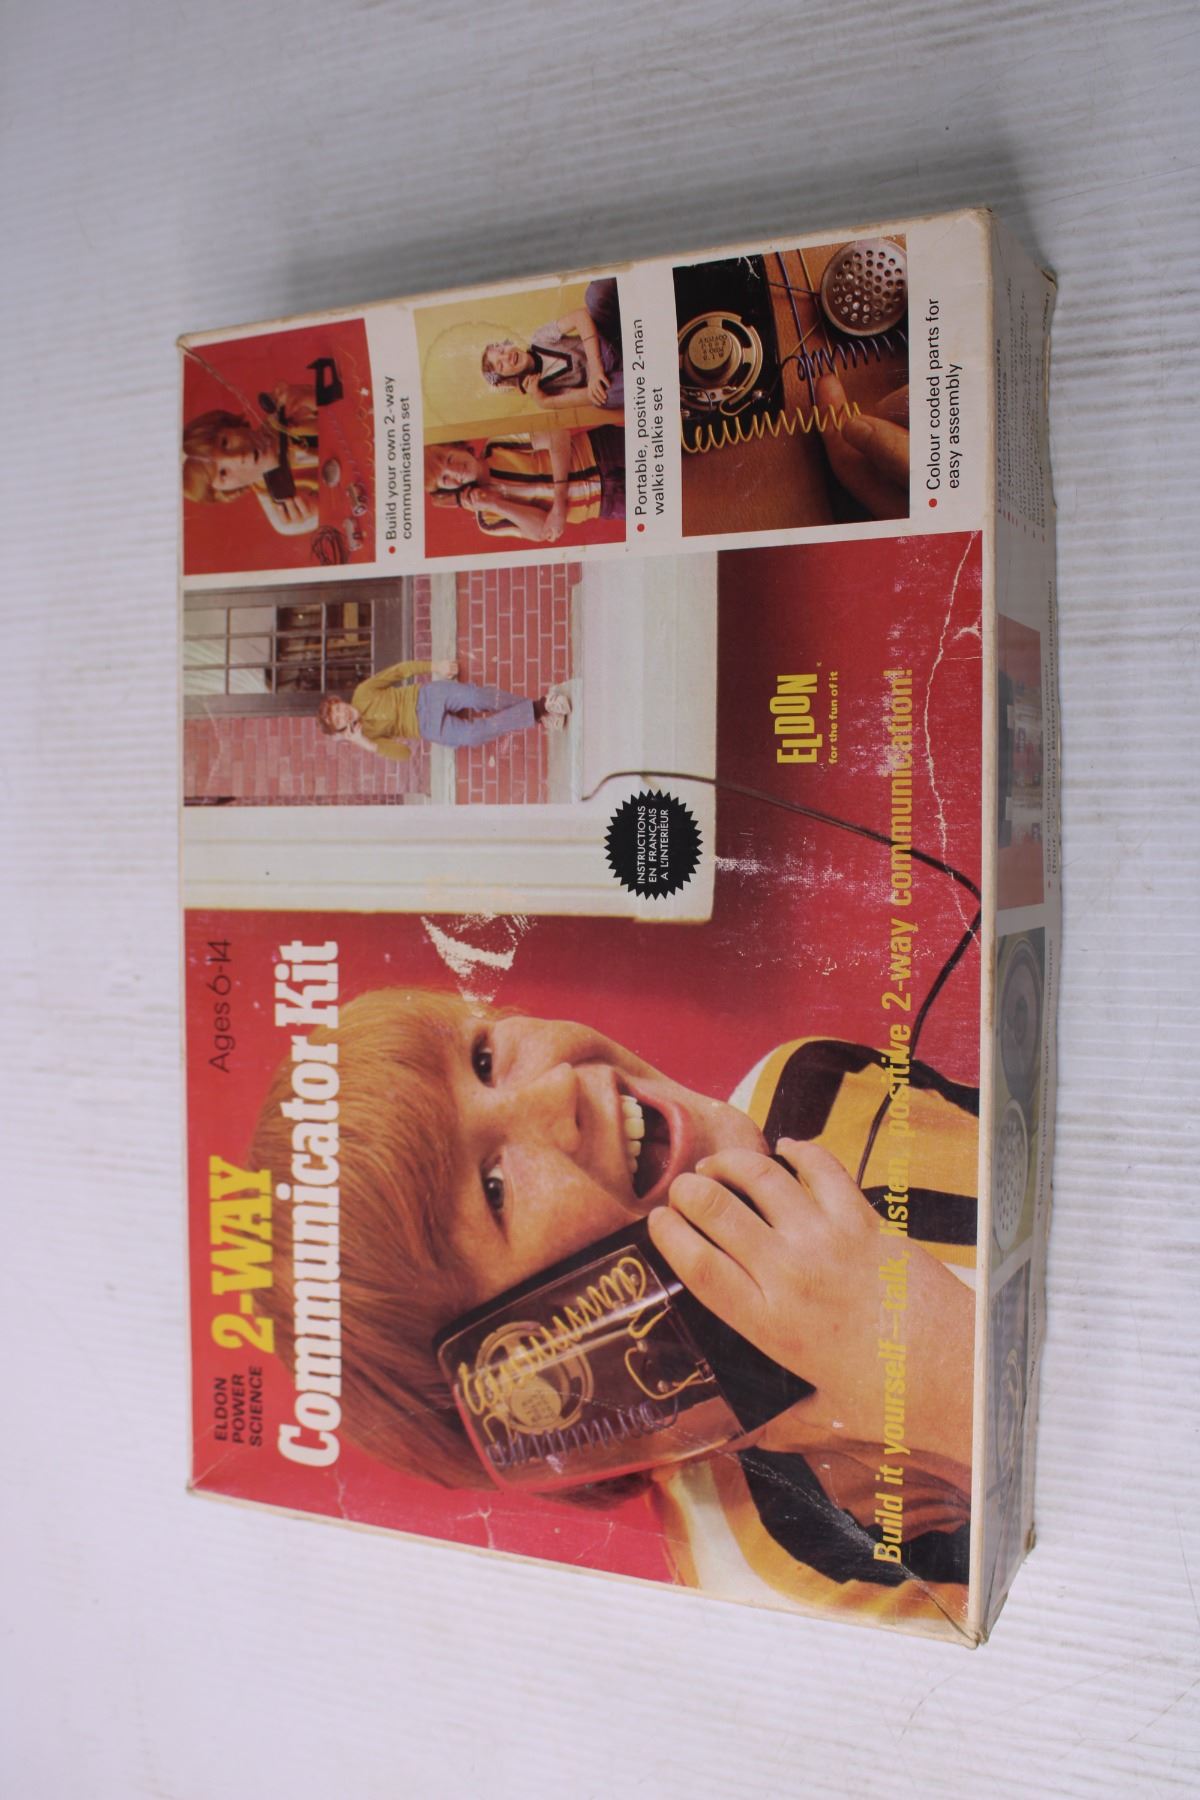 ELDON
POWER
SCIENCE
2-WAY
Ages 6-14
Communicator Kit
INSTRUCTIONS
EN FRANÇAIS
A L'INTERIEUR
ELDON
for the fun of it
Build it yourself—talk, listen, positive 2-way communication!
• Build your own 2-way
communication set
• Portable, positive 2-man
walkie talkie set
• Colour coded parts for
easy assembly